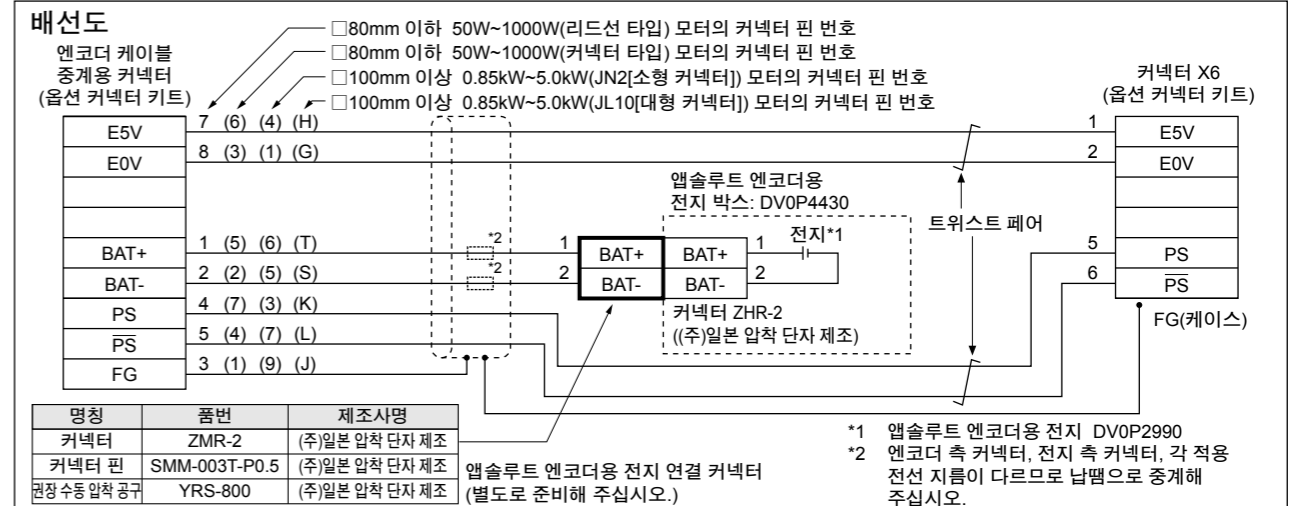 배선도
엔코더 케이블
중계용 커넥터
(옵션 커넥터 키트)
□80mm 이하 50W~1000W(리드선 타입) 모터의 커넥터 핀 번호
□80mm 이하 50W~1000W(커넥터 타입) 모터의 커넥터 핀 번호
□100mm 이상 0.85kW~5.0kW(JN2[소형 커넥터]) 모터의 커넥터 핀 번호
□100mm 이상 0.85kW~5.0kW(JL10[대형 커넥터]) 모터의 커넥터 핀 번호
커넥터 X6
(옵션 커넥터 키트)
E5V 7 (6) (4) (H) 1 E5V
E0V 8 (3) (1) (G) 2 E0V
앱솔루트 엔코더용
전지 박스: DV0P4430
트위스트 페어
BAT+ 1 (5) (6) (T) *2 1 BAT+ BAT+ 1 전지*1 5 PS
BAT- 2 (2) (5) (S) *2 2 BAT- BAT- 2 6 P̅S̅
PS 4 (7) (3) (K)
P̅S̅ 5 (4) (7) (L)
FG 3 (1) (9) (J)
커넥터 ZHR-2
((주)일본 압착 단자 제조)
FG(케이스)
명칭 품번 제조사명
커넥터 ZMR-2 (주)일본 압착 단자 제조
커넥터 핀 SMM-003T-P0.5 (주)일본 압착 단자 제조
권장 수동 압착 공구 YRS-800 (주)일본 압착 단자 제조
앱솔루트 엔코더용 전지 연결 커넥터
(별도로 준비해 주십시오.)
*1 앱솔루트 엔코더용 전지 DV0P2990
*2 엔코더 측 커넥터, 전지 측 커넥터, 각 적용
전선 지름이 다르므로 납땜으로 중계해
주십시오.